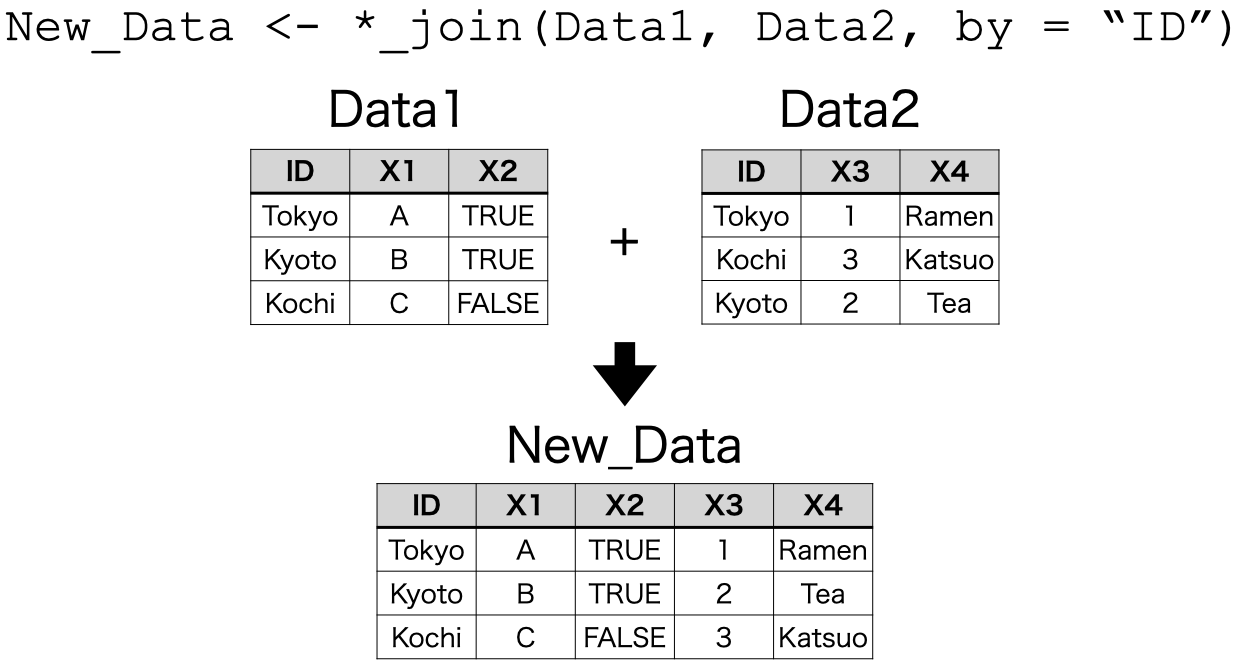 New_Data <- *_join(Data1, Data2, by = “ID”)
Data1 Data2
ID X1 X2 ID X3 X4
Tokyo A TRUE Tokyo 1 Ramen
Kyoto B TRUE + Kochi 3 Katsuo
Kochi C FALSE Kyoto 2 Tea
New_Data
ID X1 X2 X3 X4
Tokyo A TRUE 1 Ramen
Kyoto B TRUE 2 Tea
Kochi C FALSE 3 Katsuo